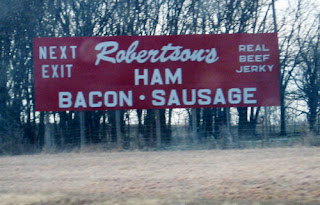 NEXT EXIT
Robertson's
HAM
BACON · SAUSAGE
REAL
BEEF
JERKY